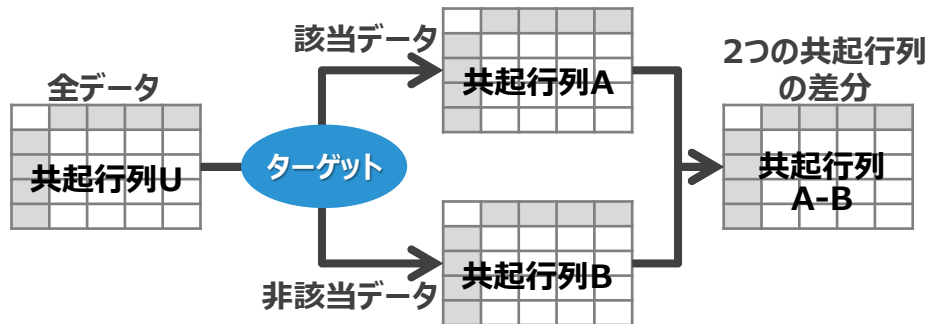 全データ
共起行列U
ターゲット
該当データ
共起行列A
非該当データ
共起行列B
2つの共起行列
の差分
共起行列
A-B